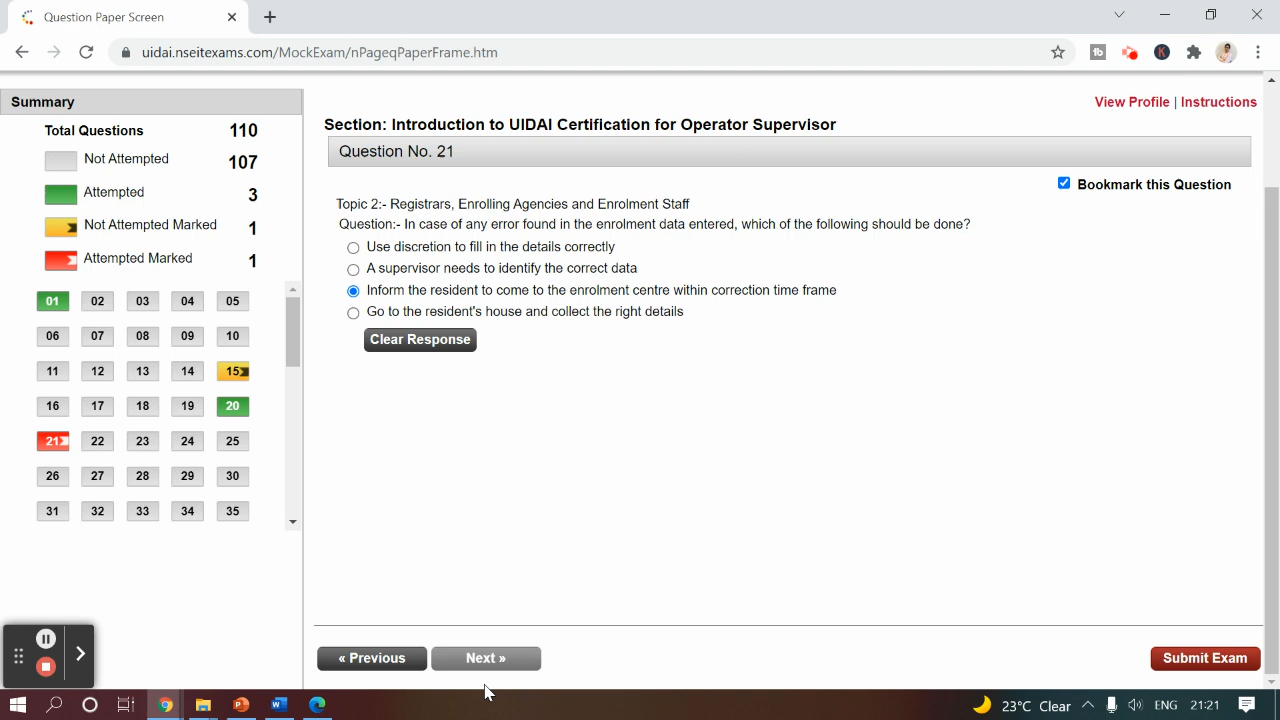 Question Paper Screen
uidai.nseitexams.com/MockExam/nPageqPaperFrame.htm
Summary
View Profile | Instructions
Total Questions 110
Not Attempted 107
Attempted 3
Not Attempted Marked 1
Attempted Marked 1
01 02 03 04 05
06 07 08 09 10
11 12 13 14 15
16 17 18 19 20
21 22 23 24 25
26 27 28 29 30
31 32 33 34 35
Section: Introduction to UIDAI Certification for Operator Supervisor
Question No. 21
Bookmark this Question
Topic 2:- Registrars, Enrolling Agencies and Enrolment Staff
Question:- In case of any error found in the enrolment data entered, which of the following should be done?
Use discretion to fill in the details correctly
A supervisor needs to identify the correct data
Inform the resident to come to the enrolment centre within correction time frame
Go to the resident's house and collect the right details
Clear Response
« Previous Next » Submit Exam
23°C Clear ENG 21:21